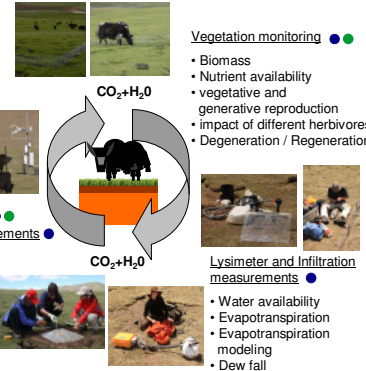 Vegetation monitoring
• Biomass
• Nutrient availability
• vegetative and
generative reproduction
• impact of different herbivores
• Degeneration / Regeneration
CO2+H20
CO2+H20
Lysimeter and Infiltration
measurements
• Water availability
• Evapotranspiration
• Evapotranspiration
modeling
• Dew fall